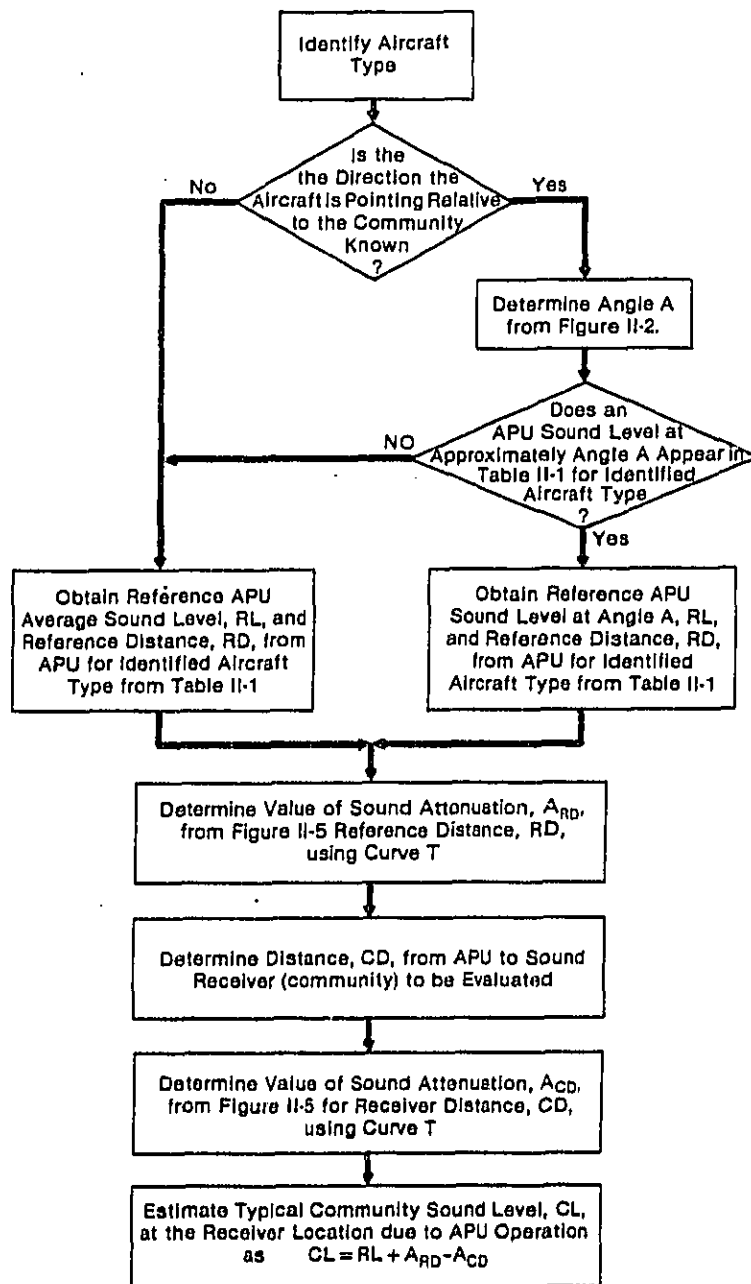 Identify Aircraft
Type
Is the
the Direction the
Aircraft is Pointing Relative
to the Community
Known
?
No
Yes
Determine Angle A
from Figure II-2.
Does an
APU Sound Level at
Approximately Angle A Appear in
Table II-1 for Identified
Aircraft Type
?
NO
Yes
Obtain Reference APU
Average Sound Level, RL, and
Reference Distance, RD, from
APU for Identified Aircraft
Type from Table II-1
Obtain Reference APU
Sound Level at Angle A, RL,
and Reference Distance, RD,
from APU for Identified
Aircraft Type from Table II-1
Determine Value of Sound Attenuation, A_RD,
from Figure II-5 Reference Distance, RD,
using Curve T
Determine Distance, CD, from APU to Sound
Receiver (community) to be Evaluated
Determine Value of Sound Attenuation, A_CD,
from Figure II-5 for Receiver Distance, CD,
using Curve T
Estimate Typical Community Sound Level, CL,
at the Receiver Location due to APU Operation
as CL = RL + A_RD - A_CD